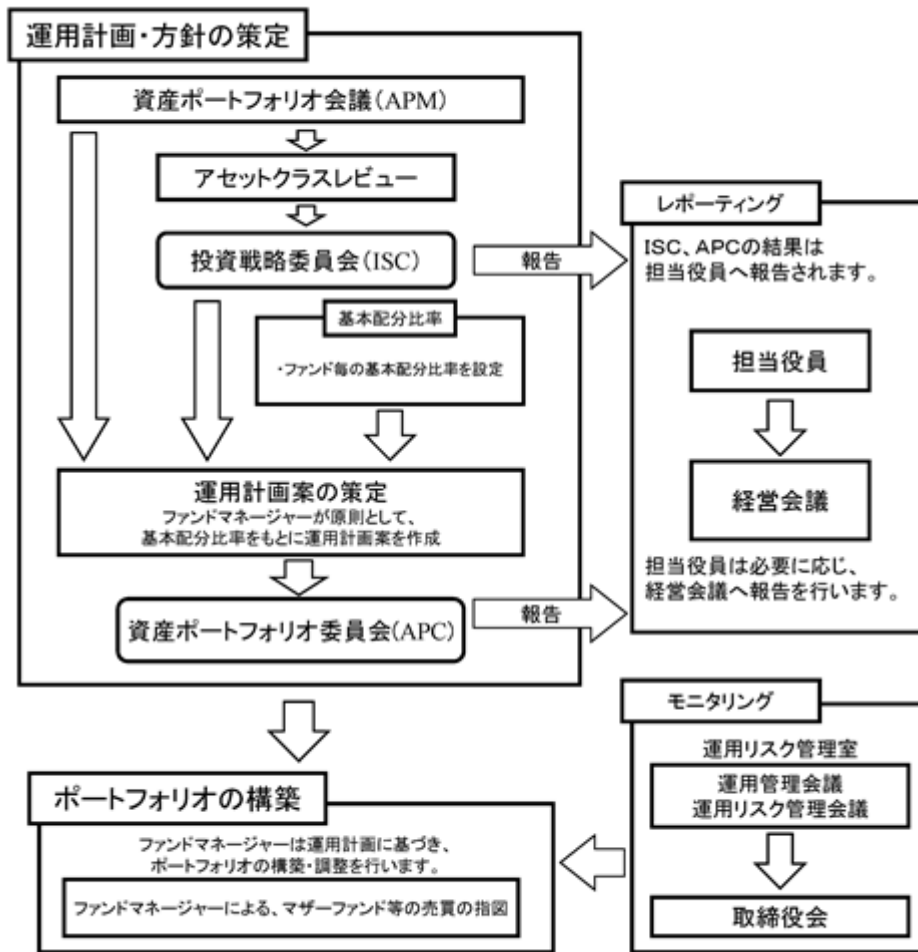 運用計画・方針の策定
資産ポートフォリオ会議(APM)
アセットクラスレビュー
投資戦略委員会(ISC)
報告
基本配分比率
・ファンド毎の基本配分比率を設定
運用計画案の策定
ファンドマネージャーが原則として、
基本配分比率をもとに運用計画案を作成
資産ポートフォリオ委員会(APC)
報告
レポーティング
ISC、APCの結果は
担当役員へ報告されます。
担当役員
経営会議
担当役員は必要に応じ、
経営会議へ報告を行います。
モニタリング
運用リスク管理室
運用管理会議
運用リスク管理会議
取締役会
ポートフォリオの構築
ファンドマネージャーは運用計画に基づき、
ポートフォリオの構築・調整を行います。
ファンドマネージャーによる、マザーファンド等の売買の指図